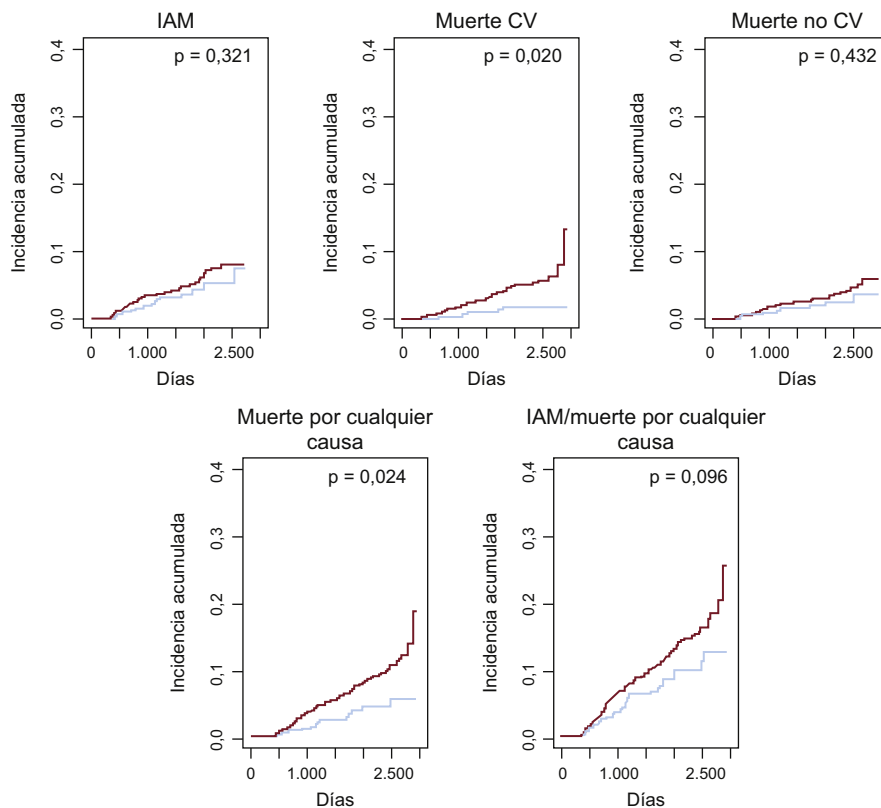 IAM
Muerte CV
Muerte no CV
p = 0,321
p = 0,020
p = 0,432
Incidencia acumulada
0,4
0,3
0,2
0,1
0,0
0
1.000
2.500
Días
Incidencia acumulada
0,4
0,3
0,2
0,1
0,0
0
1.000
2.500
Días
Incidencia acumulada
0,4
0,3
0,2
0,1
0,0
0
1.000
2.500
Días
Muerte por cualquier
causa
p = 0,024
Incidencia acumulada
0,4
0,3
0,2
0,1
0,0
0
1.000
2.500
Días
IAM/muerte por cualquier
causa
p = 0,096
Incidencia acumulada
0,4
0,3
0,2
0,1
0,0
0
1.000
2.500
Días